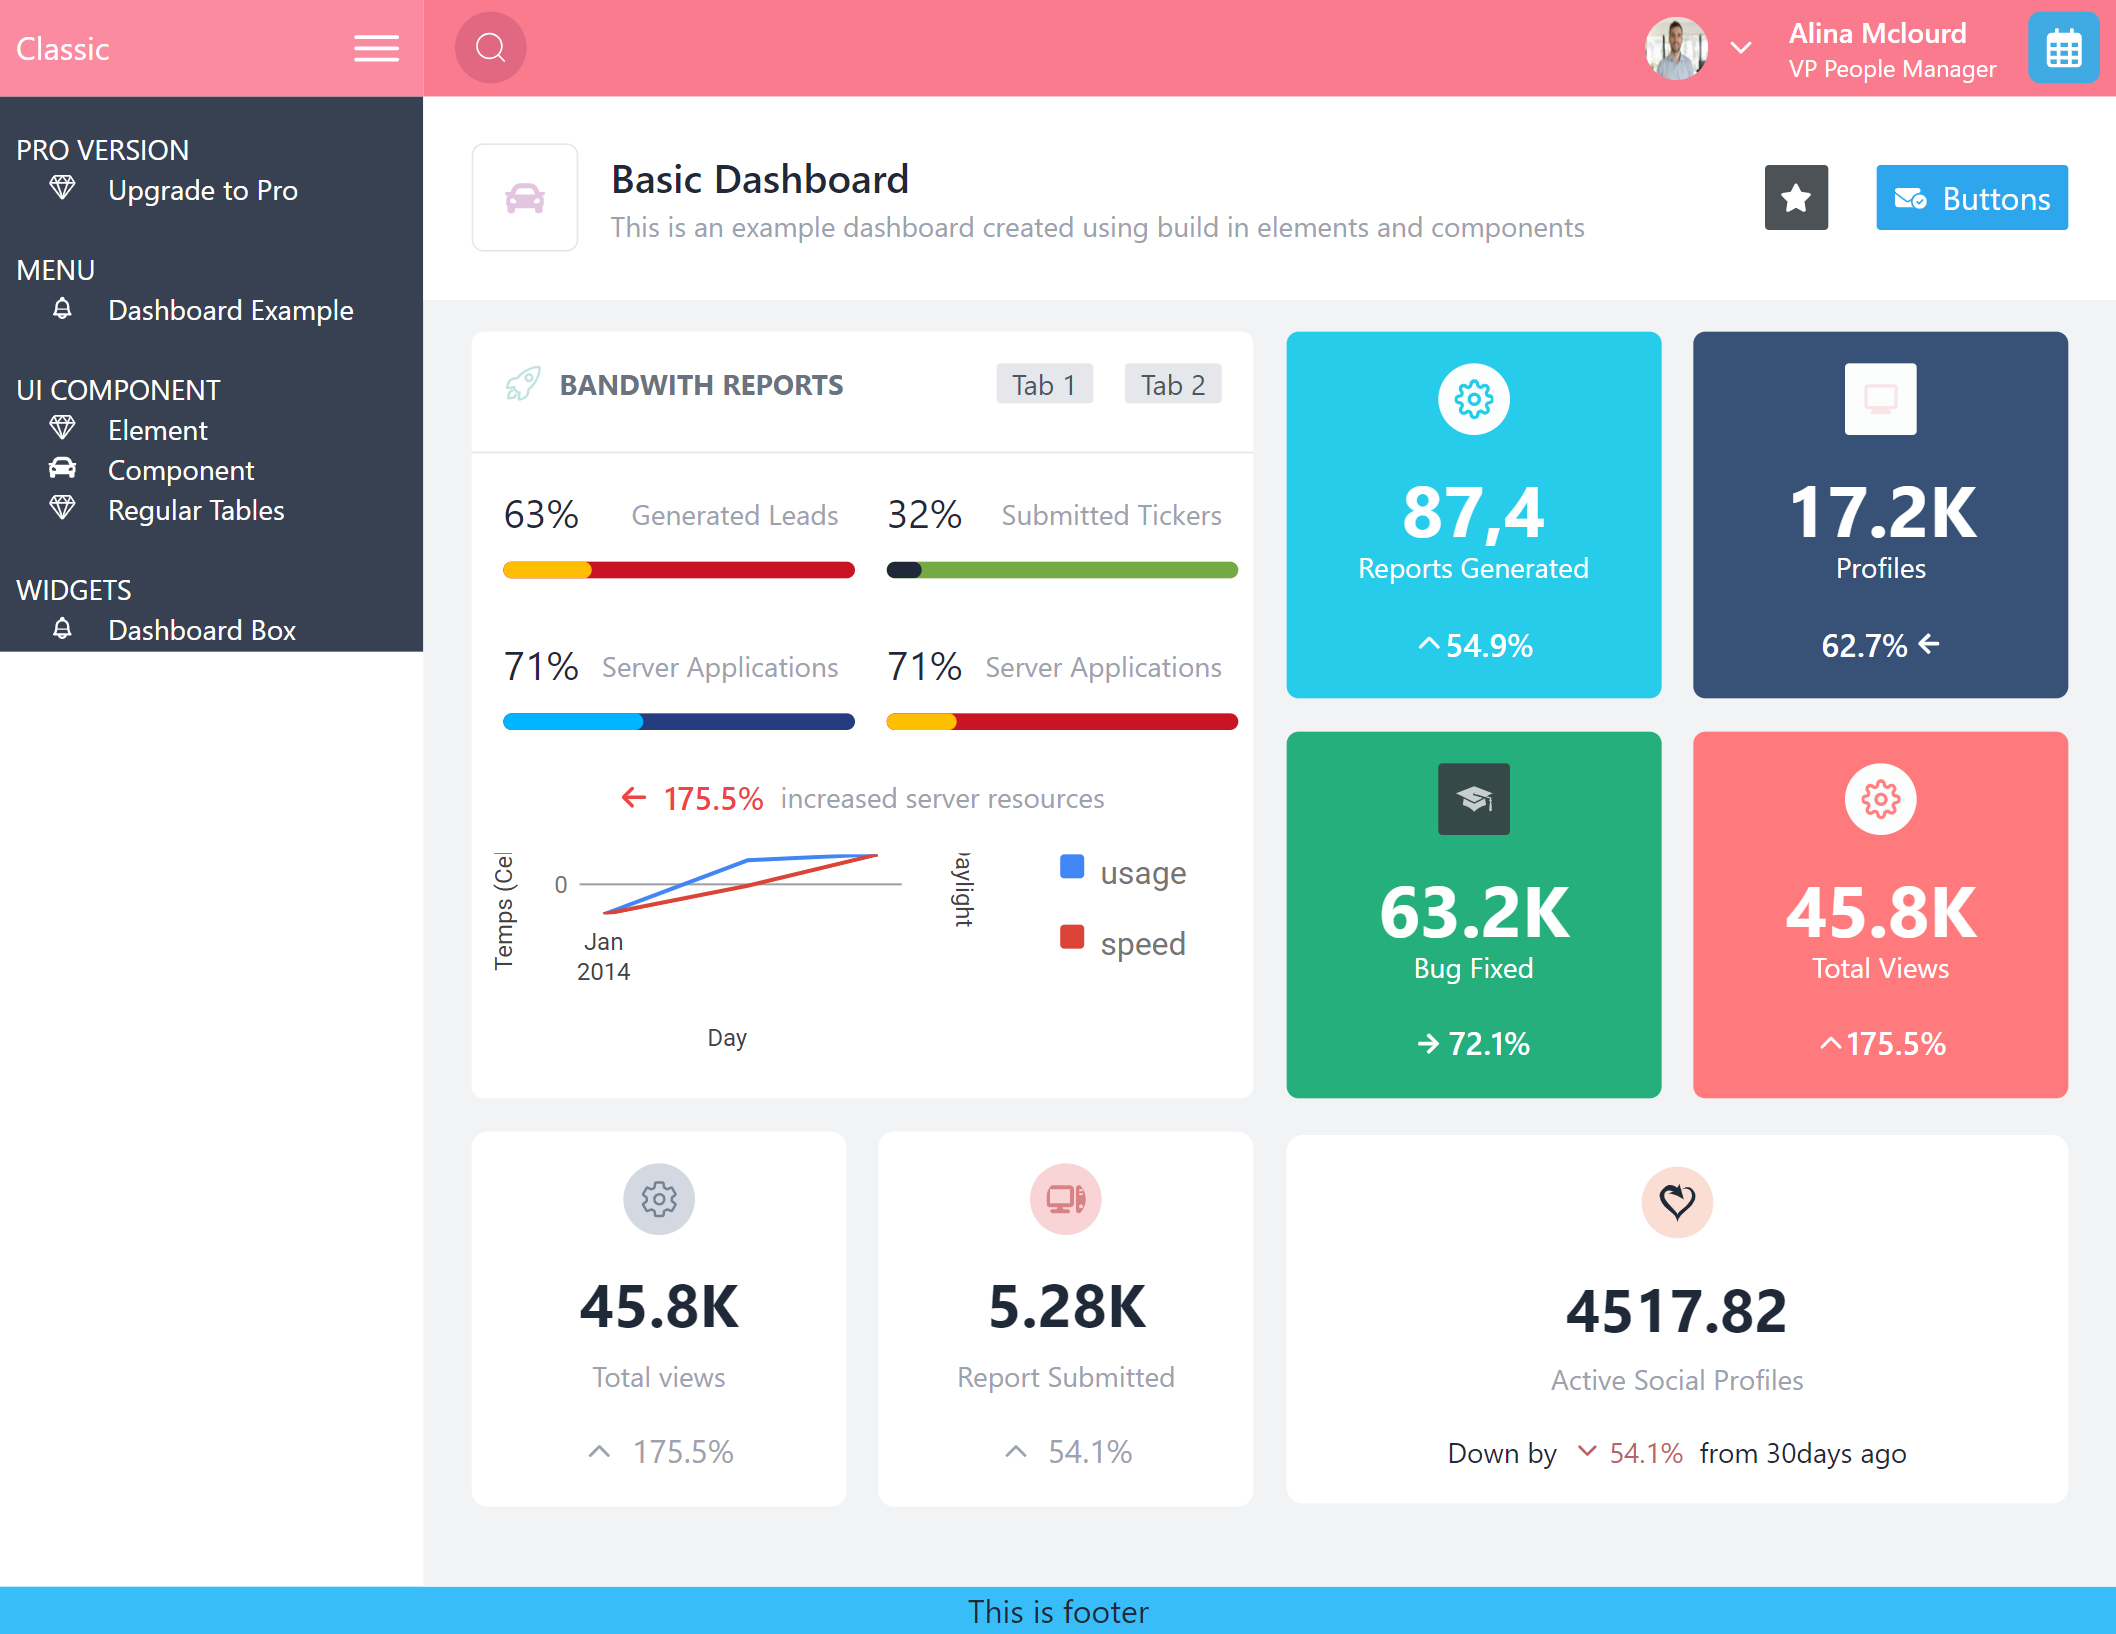 Classic
Alina Mclourd
VP People Manager
PRO VERSION
Upgrade to Pro
MENU
Dashboard Example
UI COMPONENT
Element
Component
Regular Tables
WIDGETS
Dashboard Box
Basic Dashboard
This is an example dashboard created using build in elements and components
Buttons
BANDWITH REPORTS
Tab 1
Tab 2
63% Generated Leads
32% Submitted Tickers
71% Server Applications
71% Server Applications
175.5% increased server resources
Temps (Cel
0
Jan
2014
Day
aylight
usage
speed
87,4
Reports Generated
54.9%
17.2K
Profiles
62.7%
63.2K
Bug Fixed
72.1%
45.8K
Total Views
175.5%
45.8K
Total views
175.5%
5.28K
Report Submitted
54.1%
4517.82
Active Social Profiles
Down by 54.1% from 30days ago
This is footer